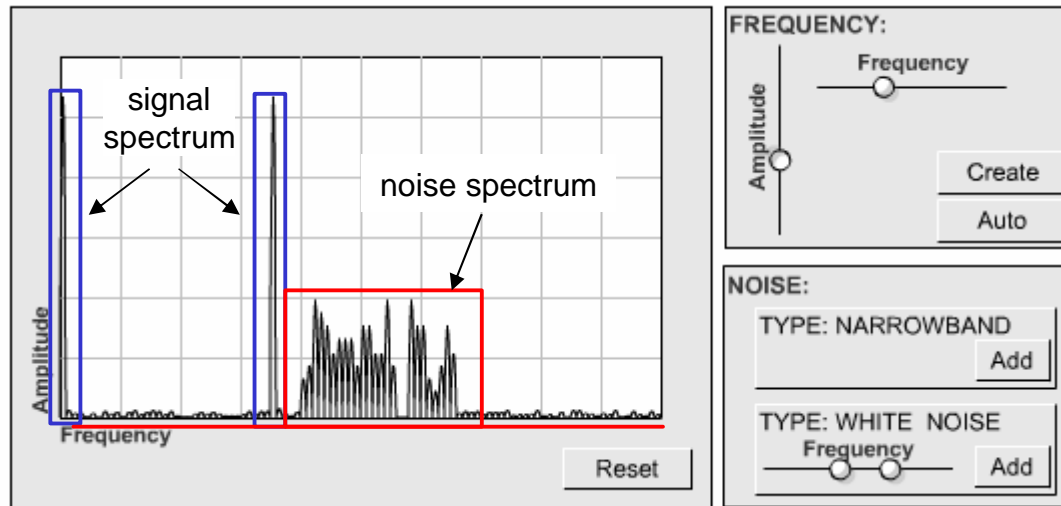 signal
spectrum
noise spectrum
Amplitude
Frequency
Reset
FREQUENCY:
Frequency
Amplitude
Create
Auto
NOISE:
TYPE: NARROWBAND
Add
TYPE: WHITE NOISE
Frequency
Add